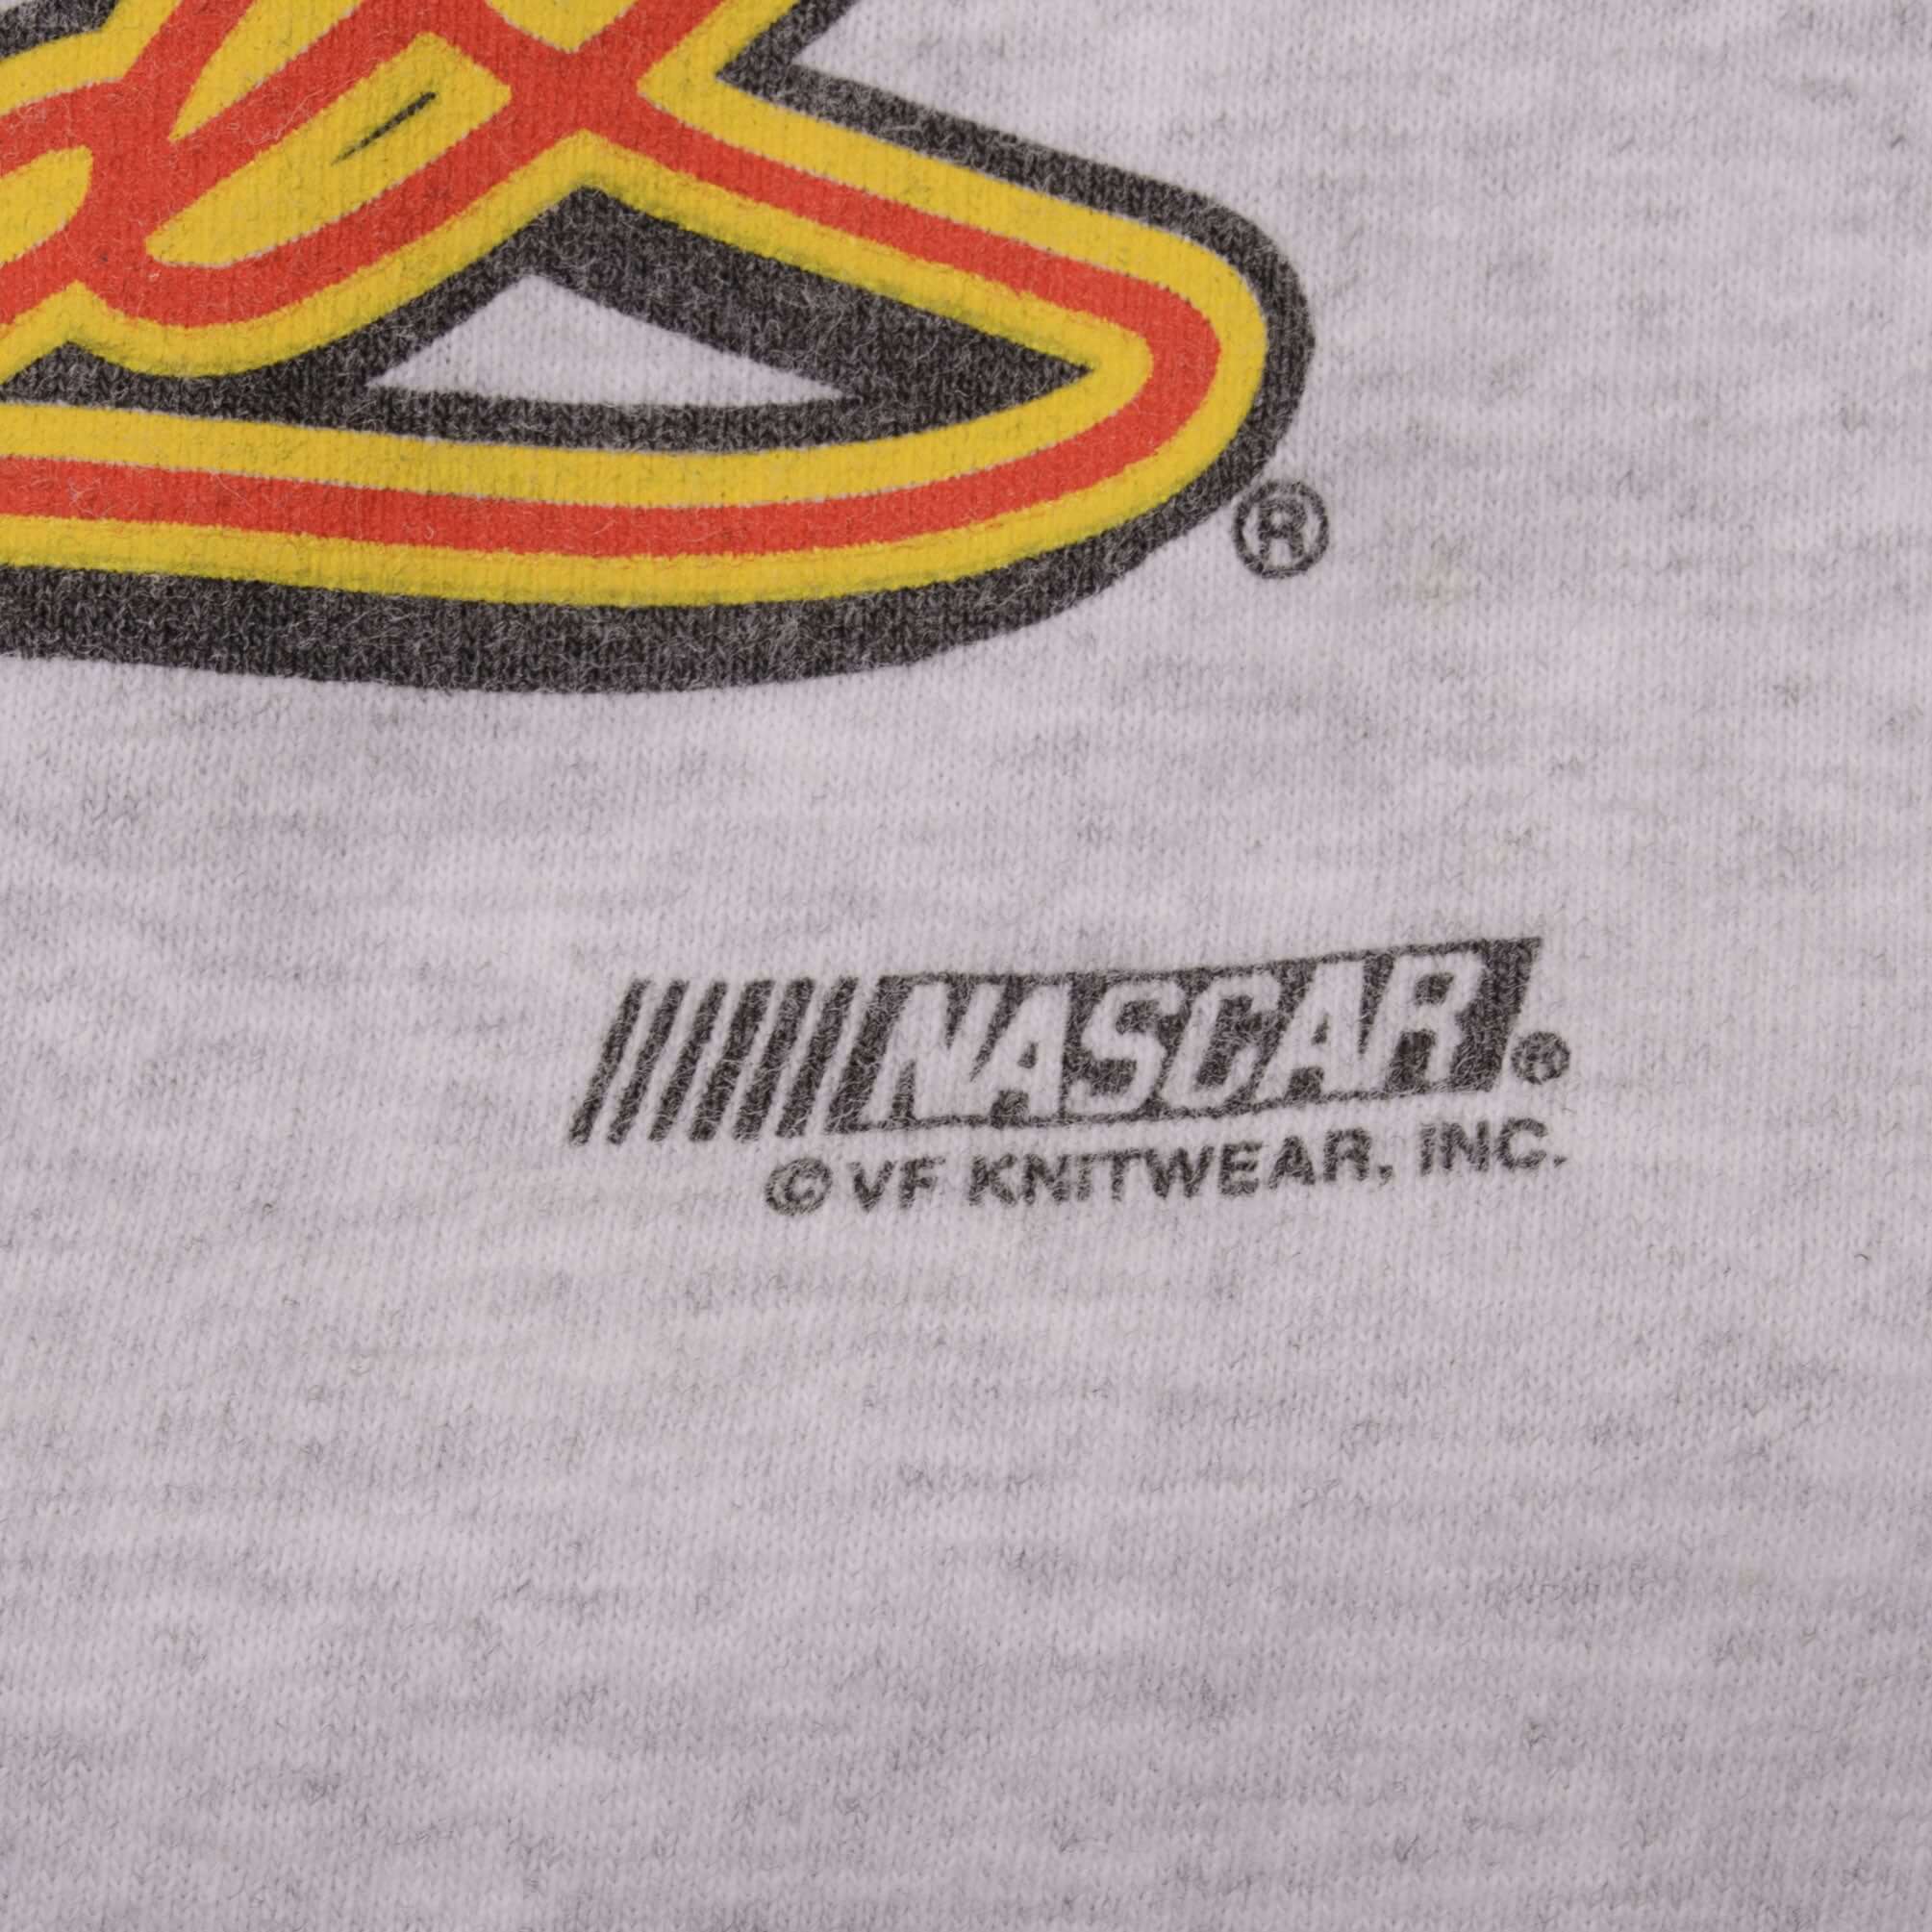 ®
NASCAR®
© VF KNITWEAR, INC.